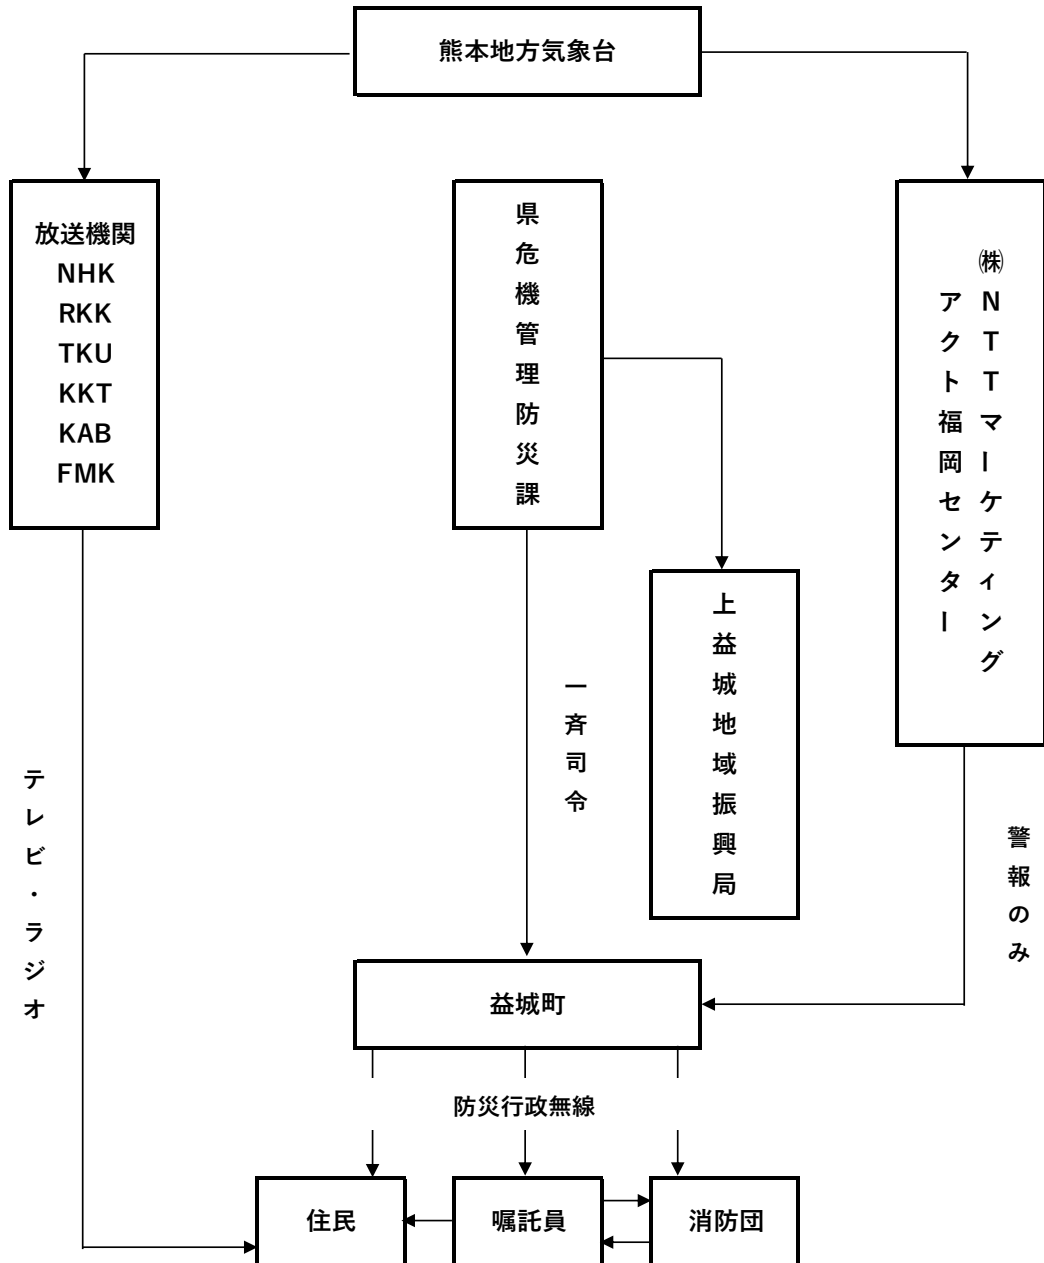 熊本地方気象台
放送機関
NHK
RKK
TKU
KKT
KAB
FMK
県危機管理防災課
㈱NTTマーケティング
アクト福岡センター
上益城地域振興局
一斉司令
テレビ・ラジオ
警報のみ
益城町
防災行政無線
住民
嘱託員
消防団